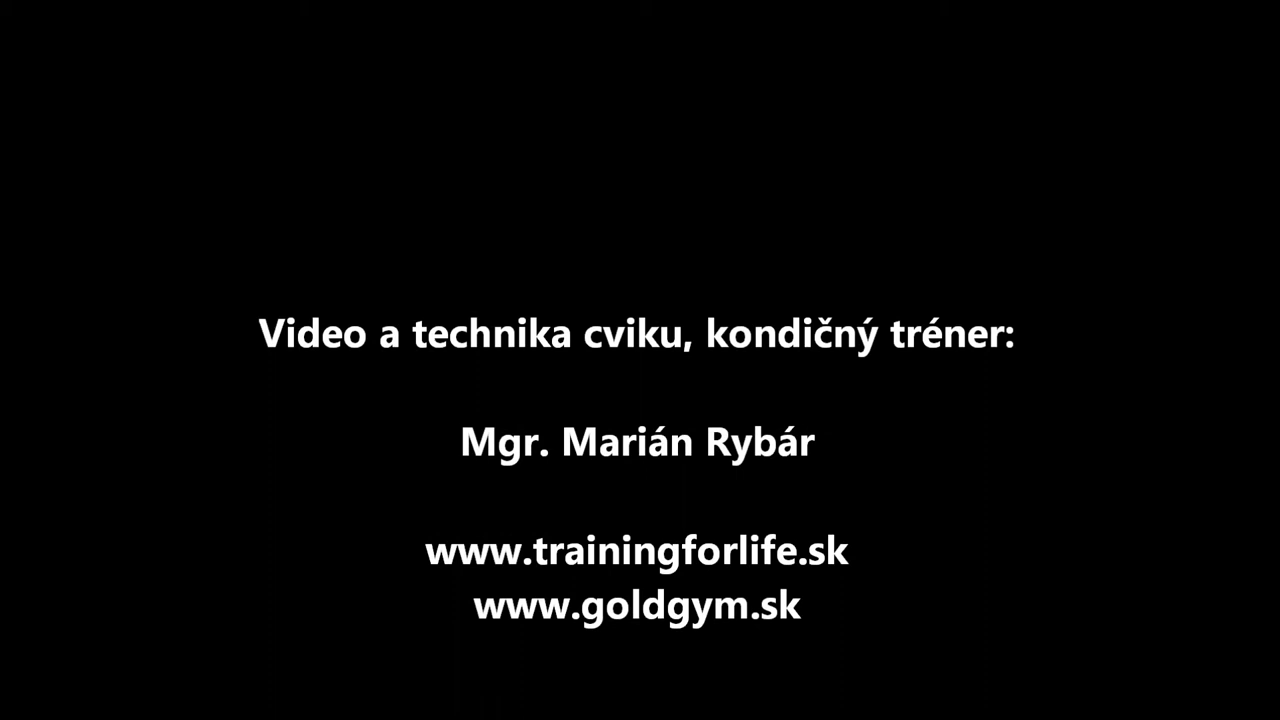 Video a technika cviku, kondičný tréner:
Mgr. Marián Rybár
www.trainingforlife.sk
www.goldgym.sk